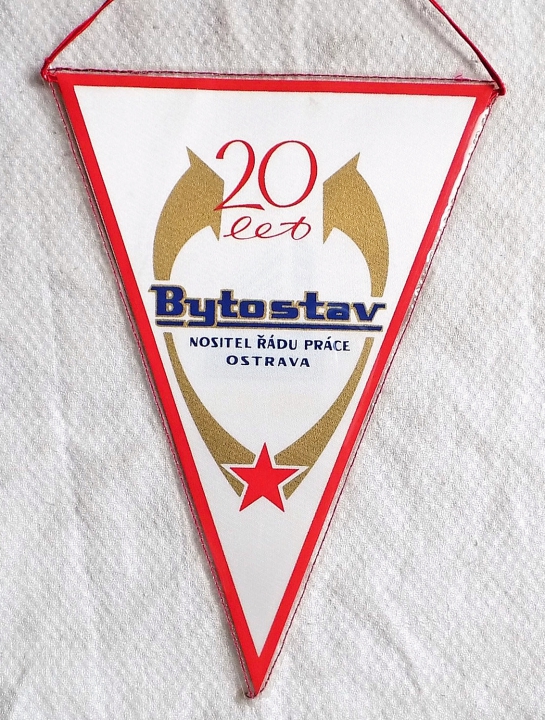 20
let
Bytostav
NOSITEL ŘÁDU PRÁCE
OSTRAVA